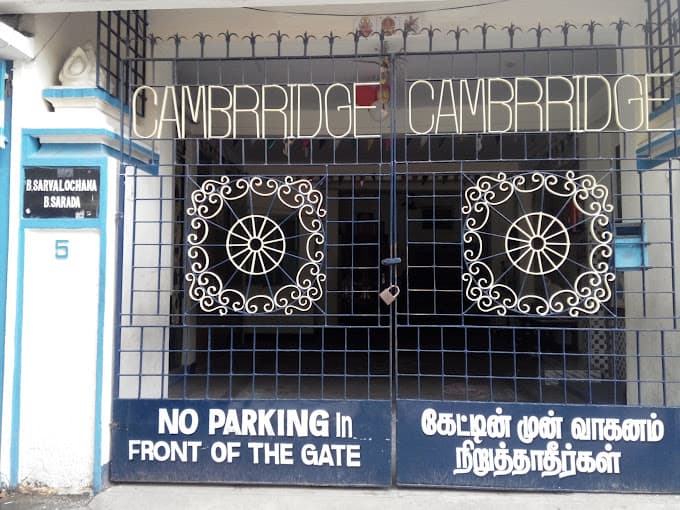 CAMBRRIDGE CAMBRRIDGE
B.SARVALOCHANA
B.SARADA
5
NO PARKING In
FRONT OF THE GATE
கேட்டின் முன் வாகனம்
நிறுத்தாதீர்கள்